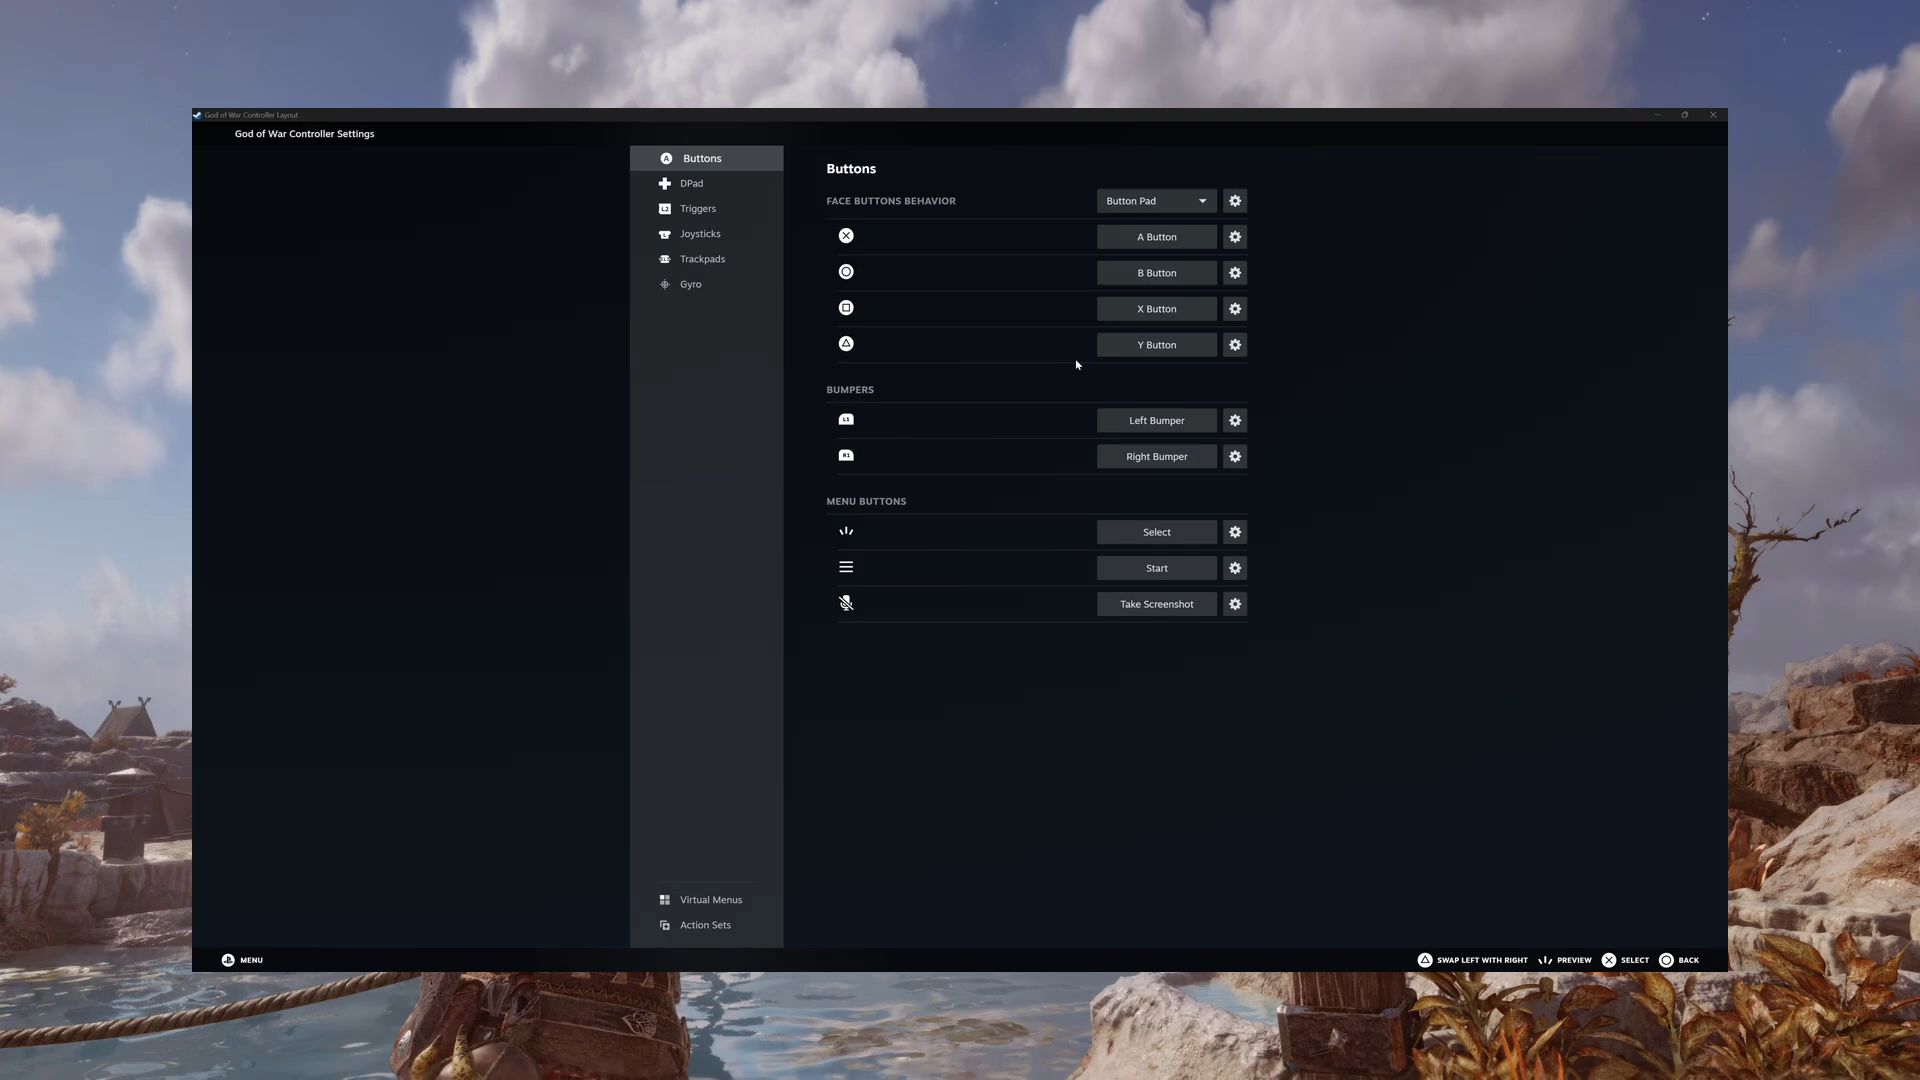 God of War Controller Layout
God of War Controller Settings
Buttons
DPad
Triggers
Joysticks
Trackpads
Gyro
Virtual Menus
Action Sets
Buttons
FACE BUTTONS BEHAVIOR
Button Pad
A Button
B Button
X Button
Y Button
BUMPERS
L1
Left Bumper
R1
Right Bumper
MENU BUTTONS
Select
Start
Take Screenshot
MENU
SWAP LEFT WITH RIGHT
PREVIEW
SELECT
BACK